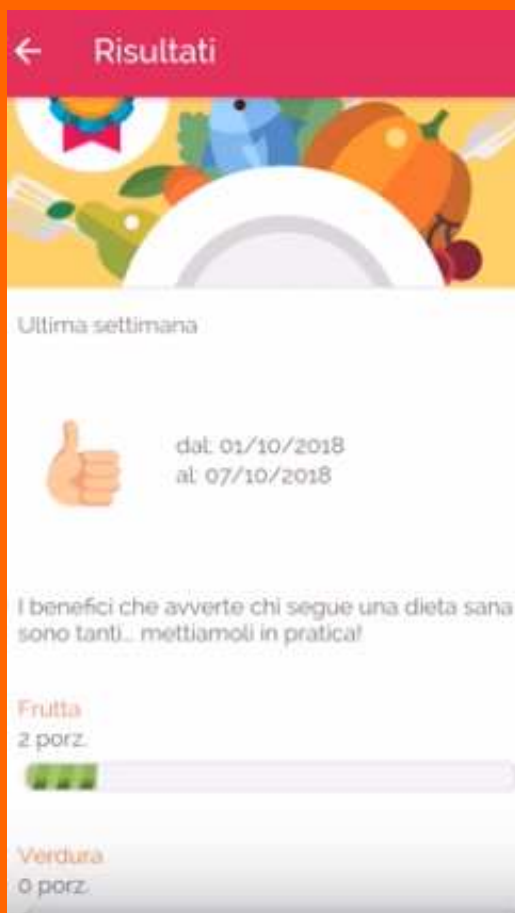 Risultati
Ultima settimana
dal: 01/10/2018
al: 07/10/2018
I benefici che avverte chi segue una dieta sana
sono tanti... mettiamoli in pratica!
Frutta
2 porz.
Verdura
0 porz.